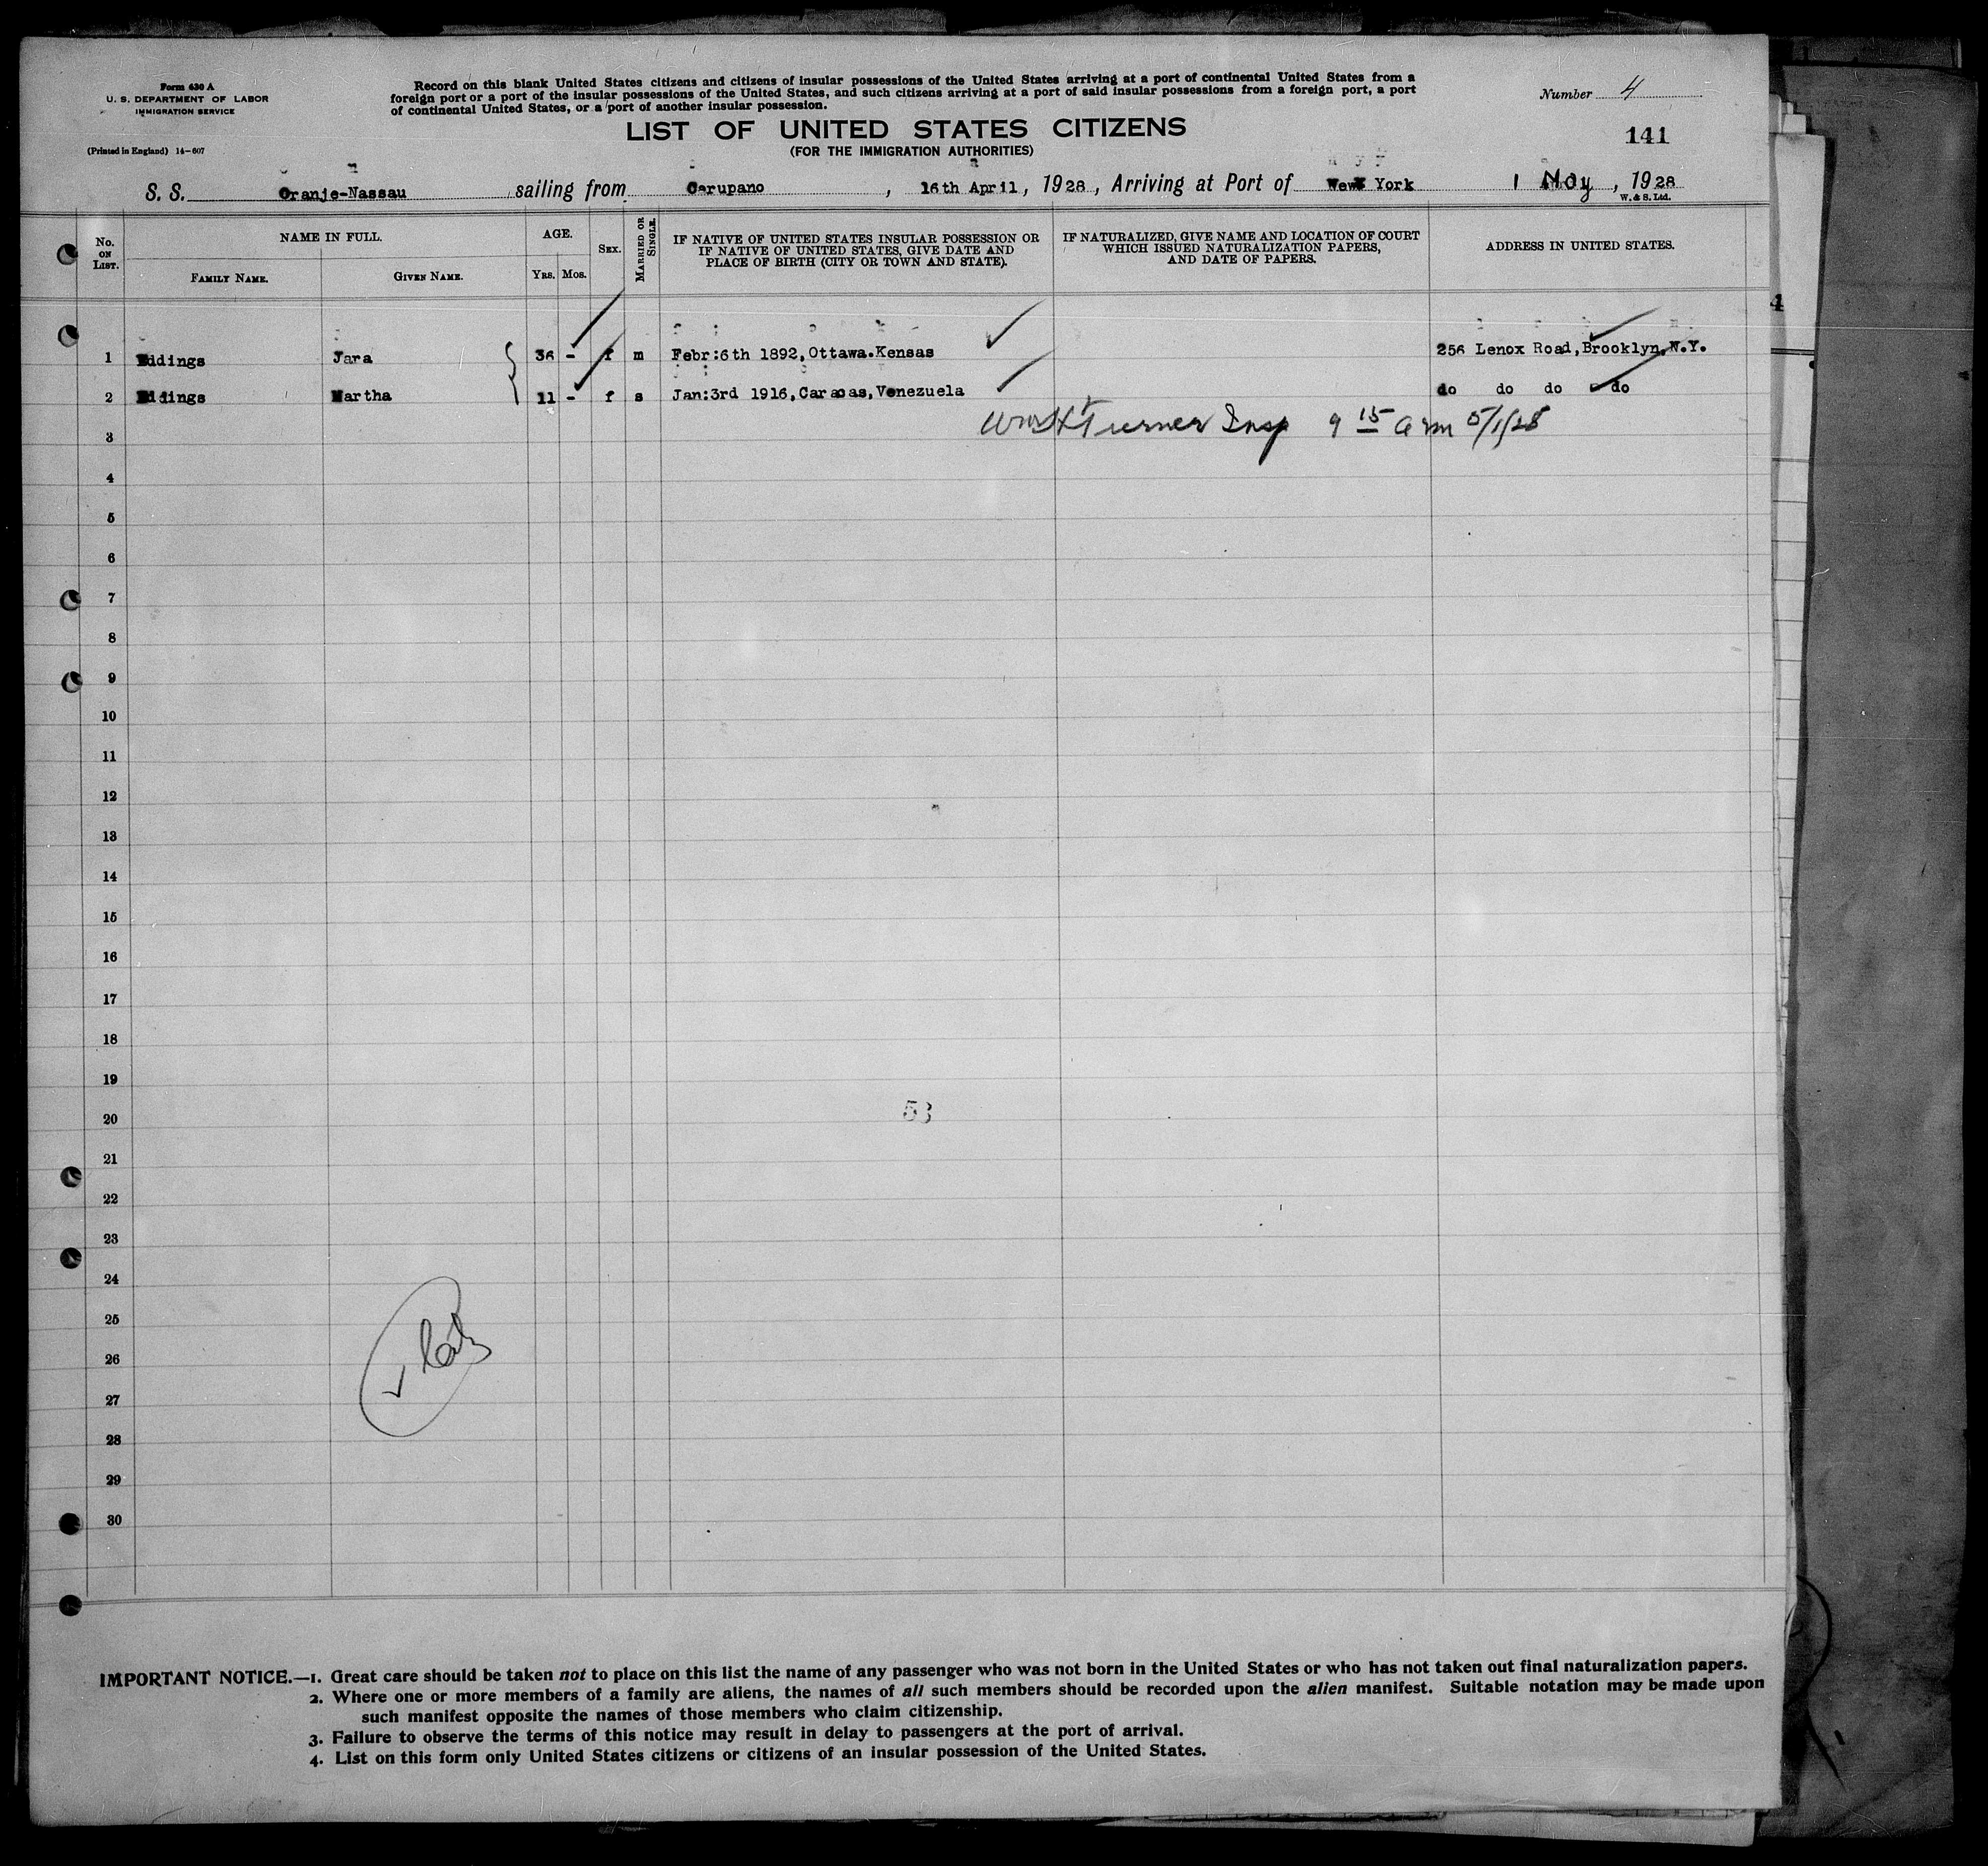 Form 430 A
U. S. DEPARTMENT OF LABOR
IMMIGRATION SERVICE
(Printed in England) 14-607
Record on this blank United States citizens and citizens of insular possessions of the United States arriving at a port of continental United States from a
foreign port or a port of the insular possessions of the United States, and such citizens arriving at a port of said insular possessions from a foreign port, a port
of continental United States, or a port of another insular possession.
LIST OF UNITED STATES CITIZENS
(FOR THE IMMIGRATION AUTHORITIES)
Number 4
141
S. S. Oranje-Nassau sailing from Carupano, 16th April, 1928, Arriving at Port of New York 1 May, 1928
W. & S. Ltd.
No. ON LIST.
NAME IN FULL.
FAMILY NAME.
GIVEN NAME.
AGE.
YRS. MOS.
SEX.
MARRIED OR SINGLE.
IF NATIVE OF UNITED STATES INSULAR POSSESSION OR
IF NATIVE OF UNITED STATES, GIVE DATE AND
PLACE OF BIRTH (CITY OR TOWN AND STATE).
IF NATURALIZED, GIVE NAME AND LOCATION OF COURT
WHICH ISSUED NATURALIZATION PAPERS,
AND DATE OF PAPERS.
ADDRESS IN UNITED STATES.
4
1 Eddings Jara 36 - f m Febr:6th 1892, Ottawa.Kensas 256 Lenox Road, Brooklyn, N.Y.
2 Eddings Martha 11 - f s Jan:3rd 1916, Caracas, Venezuela do do do do
Turner Insp 9 15 am 5/1/28
3
4
5
6
7
8
9
10
11
12
13
14
15
16
17
18
19
20
53
21
22
23
24
25
26
27
28
29
30
IMPORTANT NOTICE.—1. Great care should be taken not to place on this list the name of any passenger who was not born in the United States or who has not taken out final naturalization papers.
2. Where one or more members of a family are aliens, the names of all such members should be recorded upon the alien manifest. Suitable notation may be made upon
such manifest opposite the names of those members who claim citizenship.
3. Failure to observe the terms of this notice may result in delay to passengers at the port of arrival.
4. List on this form only United States citizens or citizens of an insular possession of the United States.